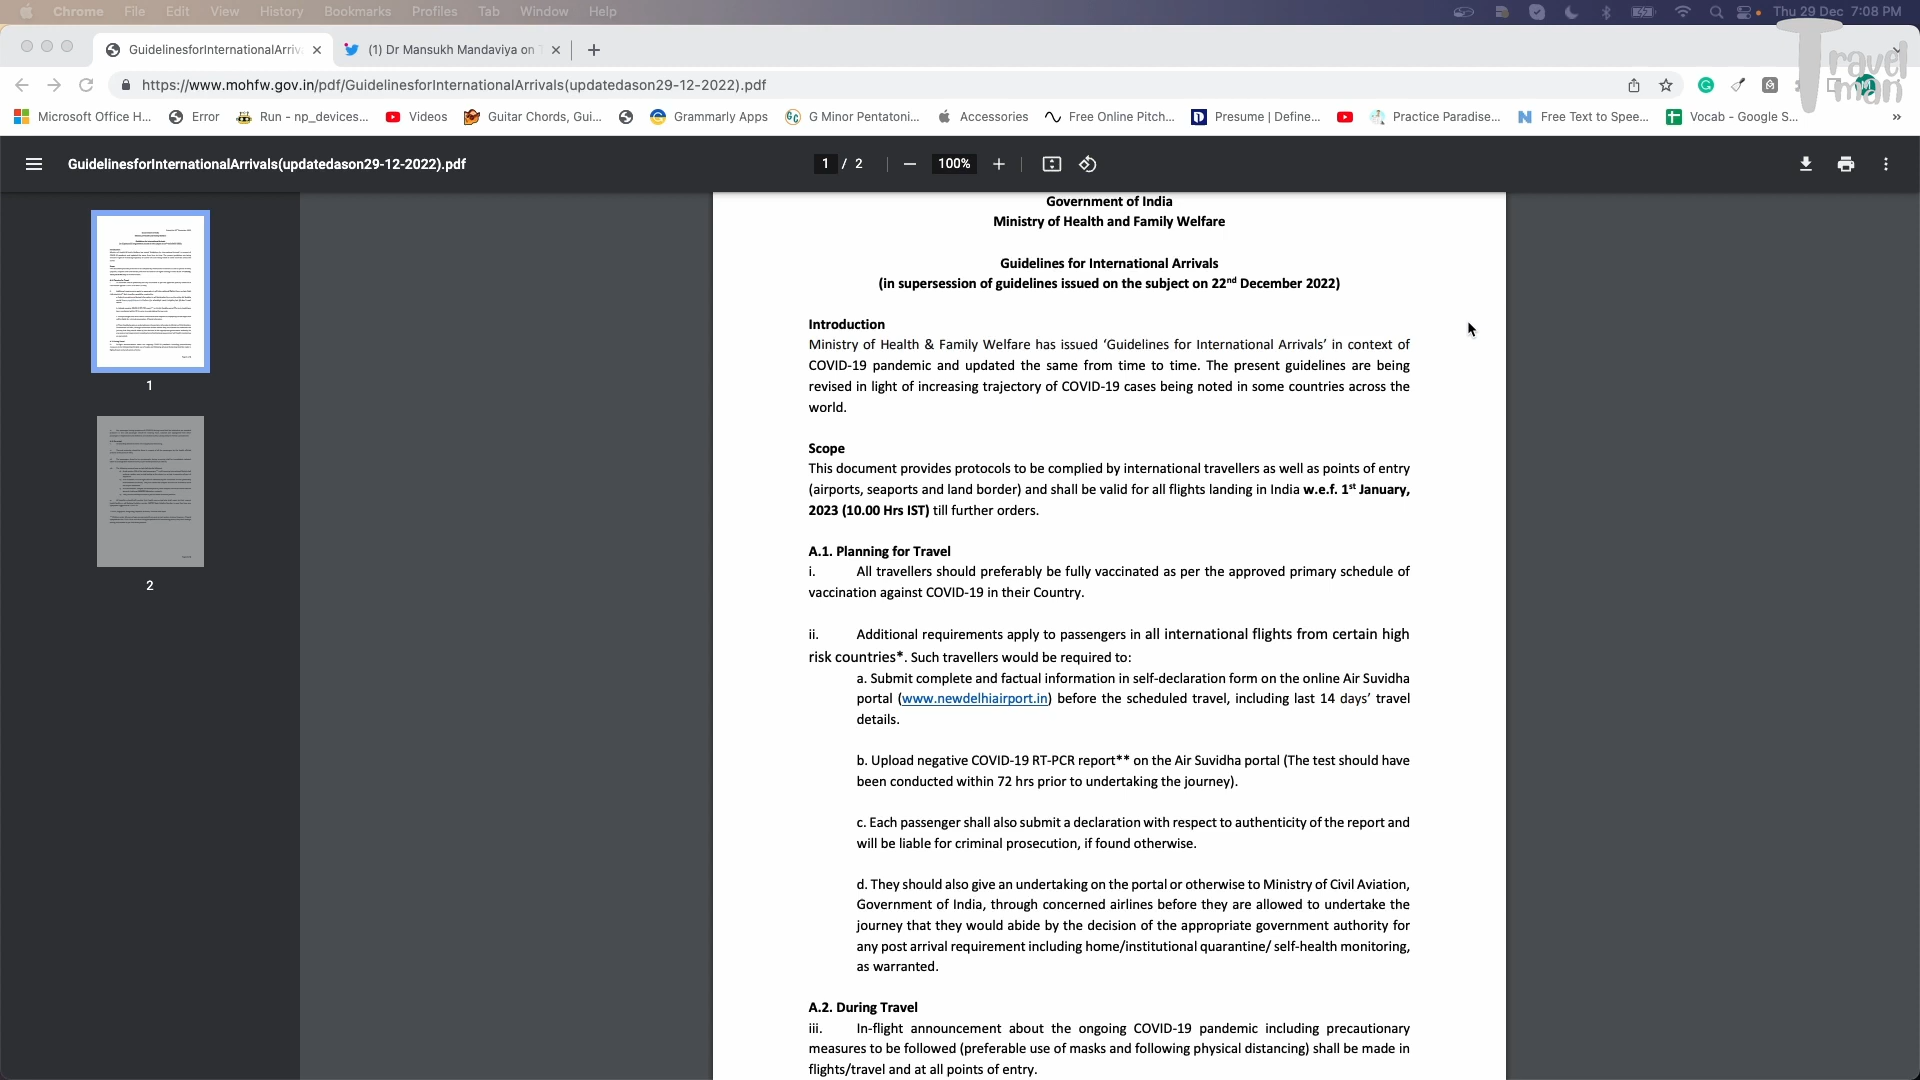 Chrome File Edit View History Bookmarks Profiles Tab Window Help Thu 29 Dec 7:08 PM
GuidelinesforInternationalArriv (1) Dr Mansukh Mandaviya on
Travel
man
https://www.mohfw.gov.in/pdf/GuidelinesforInternationalArrivals(updatedason29-12-2022).pdf
Microsoft Office H... Error Run - np_devices... Videos Guitar Chords, Gui... Grammarly Apps G Minor Pentatoni... Accessories Free Online Pitch... Presume | Define... Practice Paradise... Free Text to Spee... Vocab - Google S... »
GuidelinesforInternationalArrivals(updatedason29-12-2022).pdf 1 / 2 100%
Government of India
Ministry of Health and Family Welfare
Guidelines for International Arrivals
(in supersession of guidelines issued on the subject on 22nd December 2022)
Introduction
Ministry of Health & Family Welfare has issued ‘Guidelines for International Arrivals’ in context of
COVID-19 pandemic and updated the same from time to time. The present guidelines are being
revised in light of increasing trajectory of COVID-19 cases being noted in some countries across the
world.
Scope
This document provides protocols to be complied by international travellers as well as points of entry
(airports, seaports and land border) and shall be valid for all flights landing in India w.e.f. 1st January,
2023 (10.00 Hrs IST) till further orders.
A.1. Planning for Travel
i. All travellers should preferably be fully vaccinated as per the approved primary schedule of
vaccination against COVID-19 in their Country.
ii. Additional requirements apply to passengers in all international flights from certain high
risk countries*. Such travellers would be required to:
a. Submit complete and factual information in self-declaration form on the online Air Suvidha
portal (www.newdelhiairport.in) before the scheduled travel, including last 14 days’ travel
details.
b. Upload negative COVID-19 RT-PCR report** on the Air Suvidha portal (The test should have
been conducted within 72 hrs prior to undertaking the journey).
c. Each passenger shall also submit a declaration with respect to authenticity of the report and
will be liable for criminal prosecution, if found otherwise.
d. They should also give an undertaking on the portal or otherwise to Ministry of Civil Aviation,
Government of India, through concerned airlines before they are allowed to undertake the
journey that they would abide by the decision of the appropriate government authority for
any post arrival requirement including home/institutional quarantine/ self-health monitoring,
as warranted.
A.2. During Travel
iii. In-flight announcement about the ongoing COVID-19 pandemic including precautionary
measures to be followed (preferable use of masks and following physical distancing) shall be made in
flights/travel and at all points of entry.
1
2